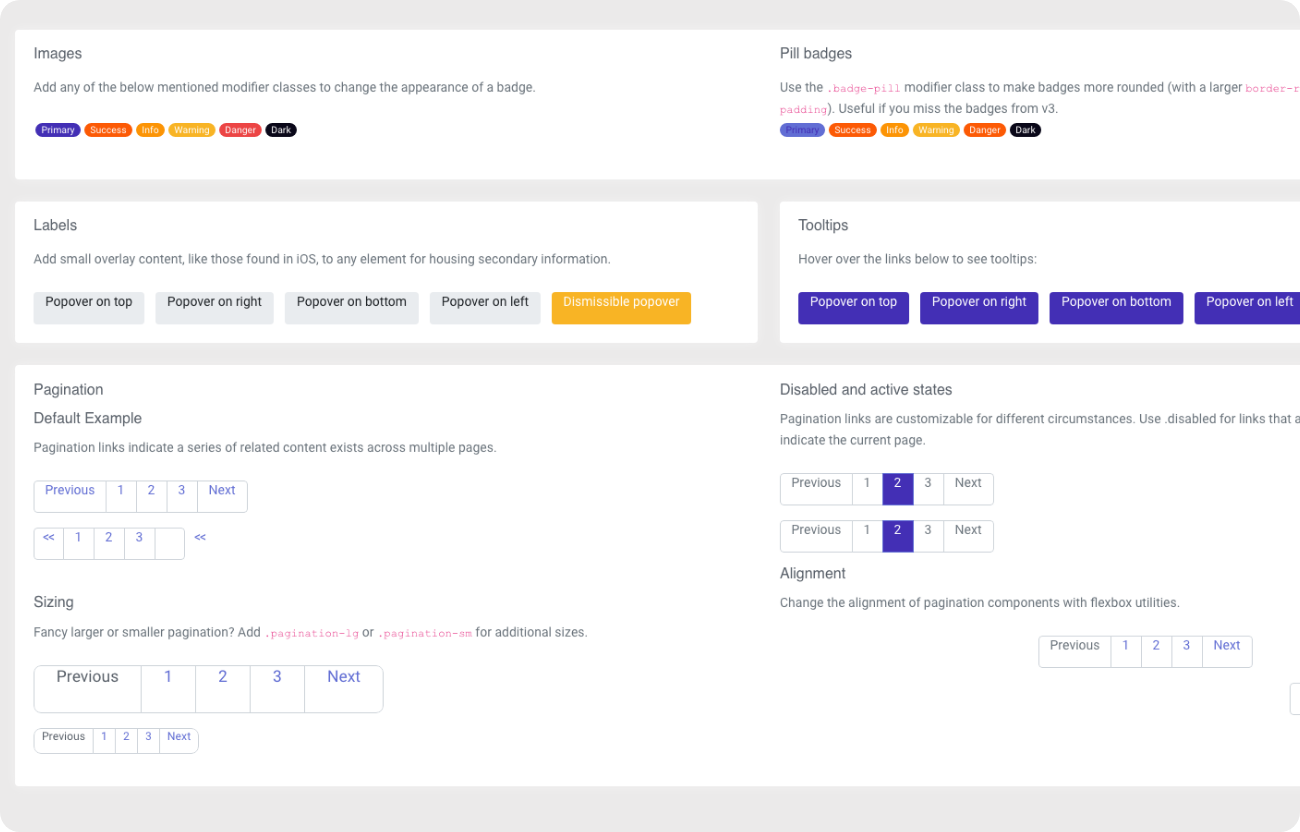 Images
Add any of the below mentioned modifier classes to change the appearance of a badge.
Primary Success Info Warning Danger Dark
Pill badges
Use the .badge-pill modifier class to make badges more rounded (with a larger border-r
padding). Useful if you miss the badges from v3.
Primary Success Info Warning Danger Dark
Labels
Add small overlay content, like those found in iOS, to any element for housing secondary information.
Popover on top Popover on right Popover on bottom Popover on left Dismissible popover
Tooltips
Hover over the links below to see tooltips:
Popover on top Popover on right Popover on bottom Popover on left
Pagination
Default Example
Pagination links indicate a series of related content exists across multiple pages.
Previous 1 2 3 Next
<< 1 2 3 <<
Sizing
Fancy larger or smaller pagination? Add .pagination-lg or .pagination-sm for additional sizes.
Previous 1 2 3 Next
Previous 1 2 3 Next
Disabled and active states
Pagination links are customizable for different circumstances. Use .disabled for links that a
indicate the current page.
Previous 1 2 3 Next
Previous 1 2 3 Next
Alignment
Change the alignment of pagination components with flexbox utilities.
Previous 1 2 3 Next